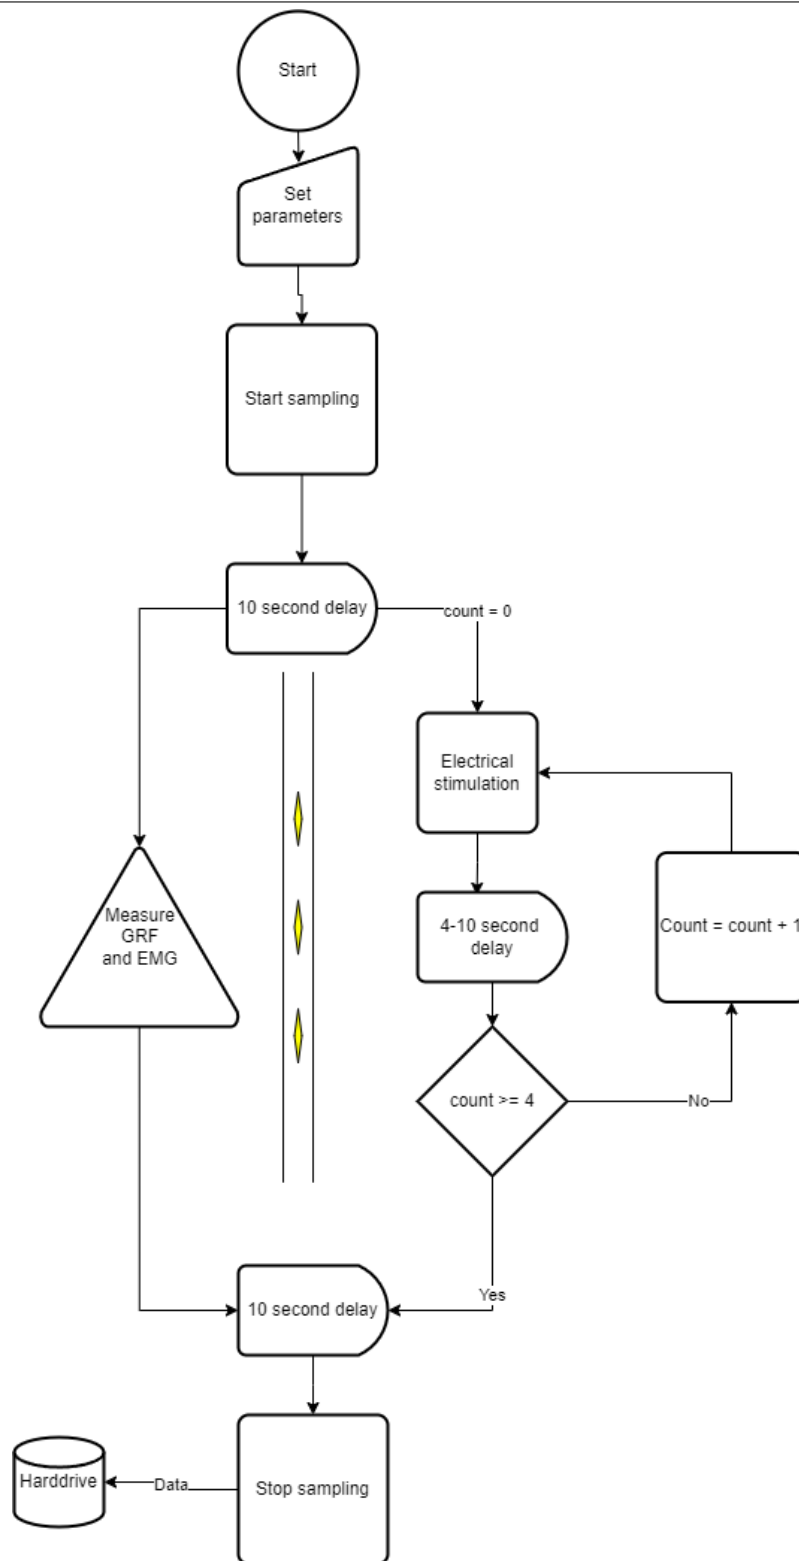 Start
Set
parameters
Start sampling
10 second delay
count = 0
Electrical
stimulation
Measure
GRF
and EMG
4-10 second
delay
Count = count + 1
count >= 4
No
Yes
10 second delay
Harddrive
Data
Stop sampling